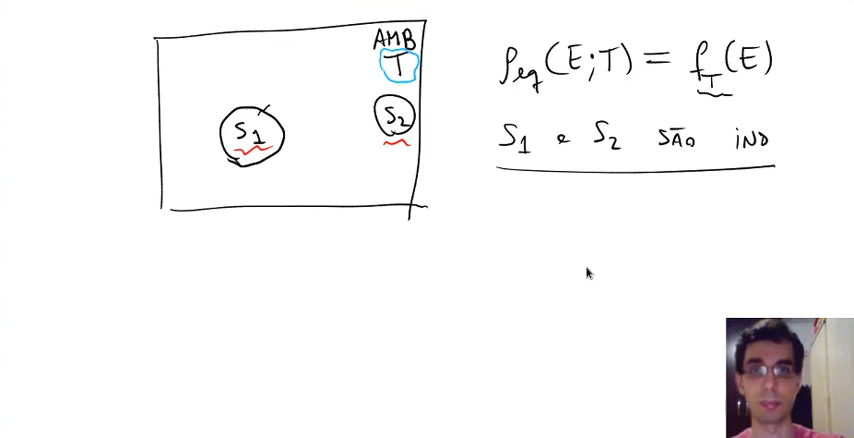 AMB
T
S1
S2
ρeq(E;T) = fT(E)
S1 e S2 SÃO IND